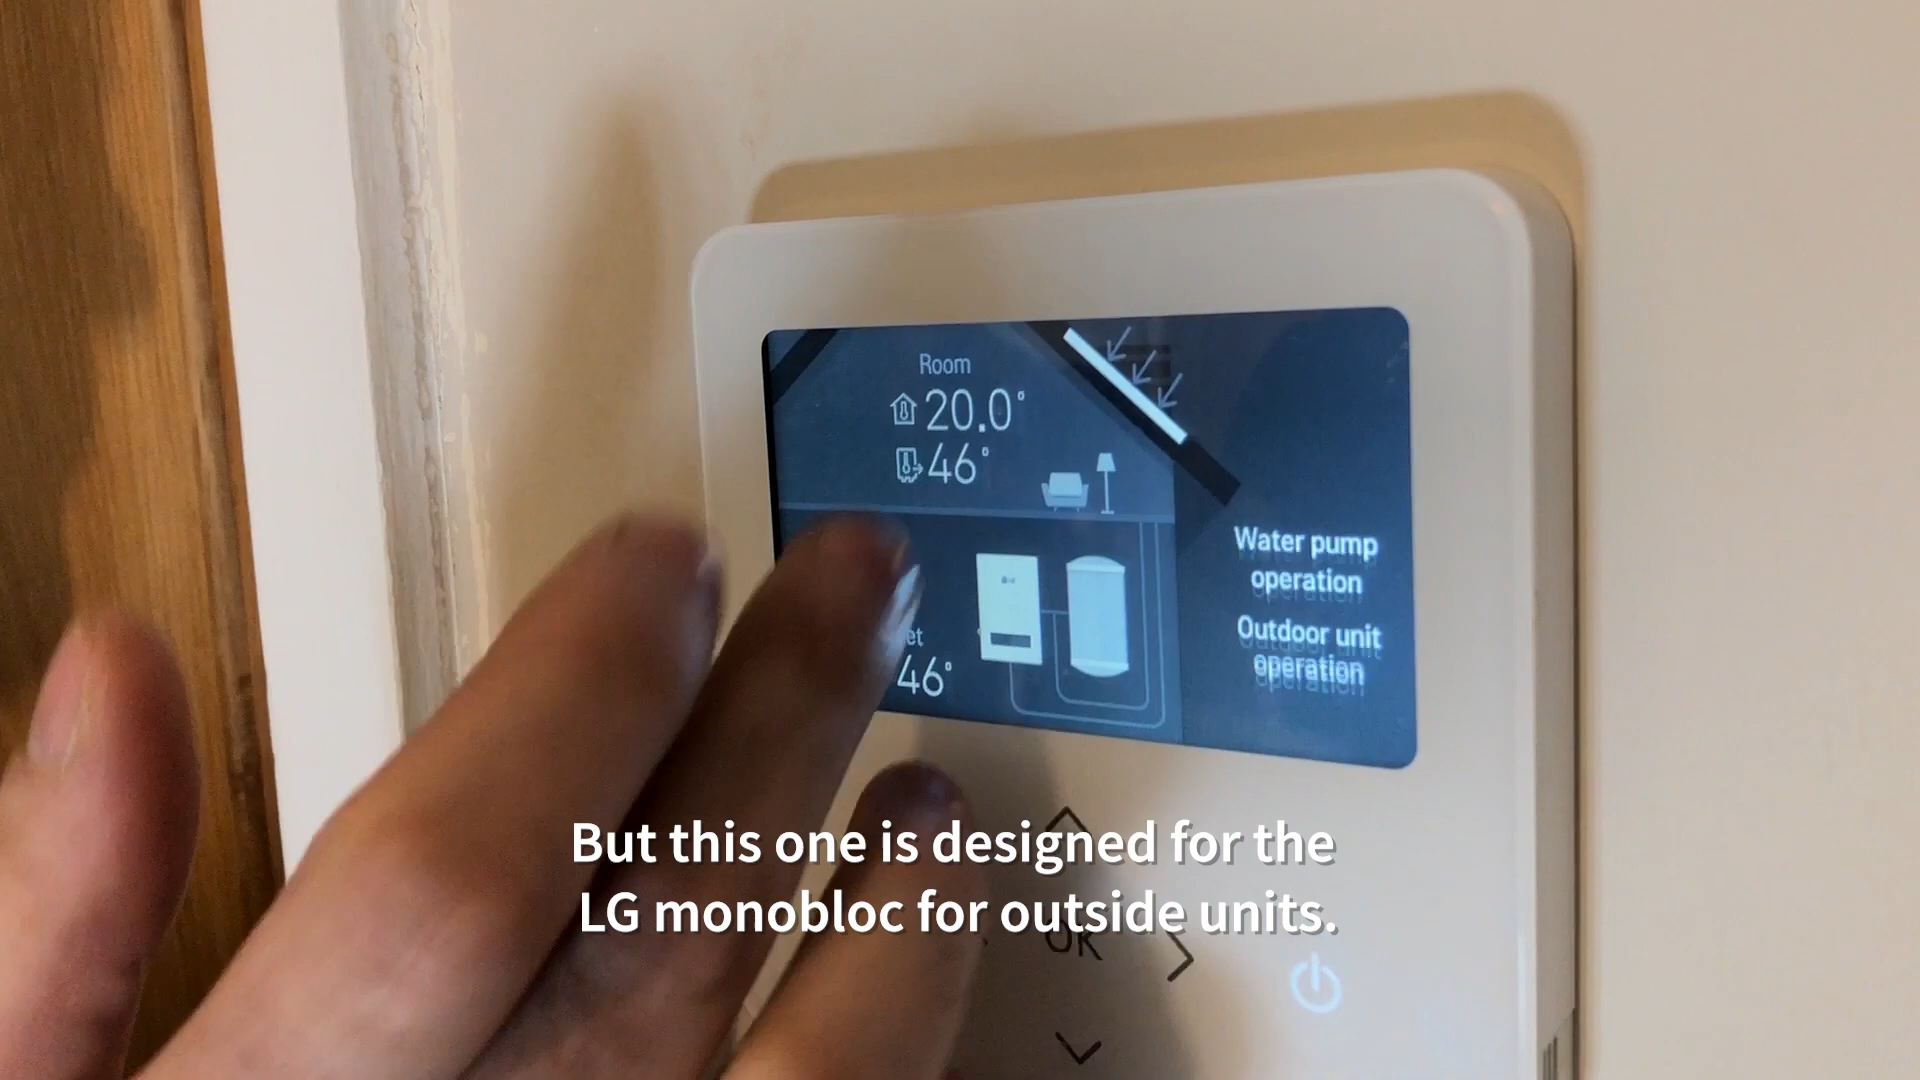 Room
20.0°
46°
Water pump
operation
Outdoor unit
operation
46°
But this one is designed for the
LG monobloc for outside units.
OK